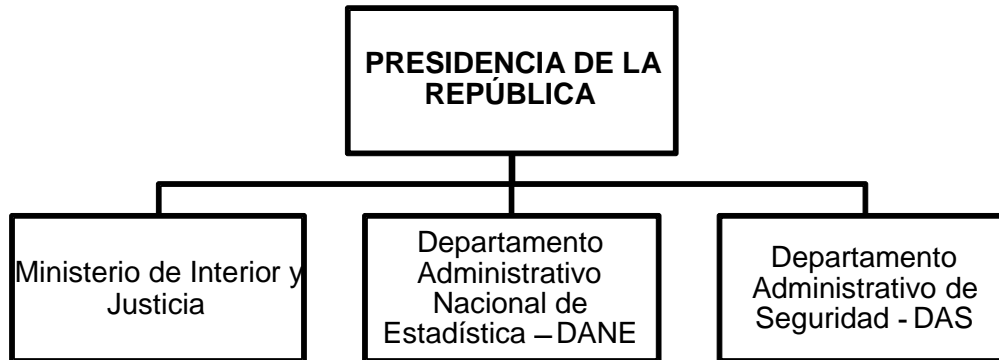 PRESIDENCIA DE LA
REPÚBLICA
Ministerio de Interior y
Justicia
Departamento
Administrativo
Nacional de
Estadística – DANE
Departamento
Administrativo de
Seguridad - DAS